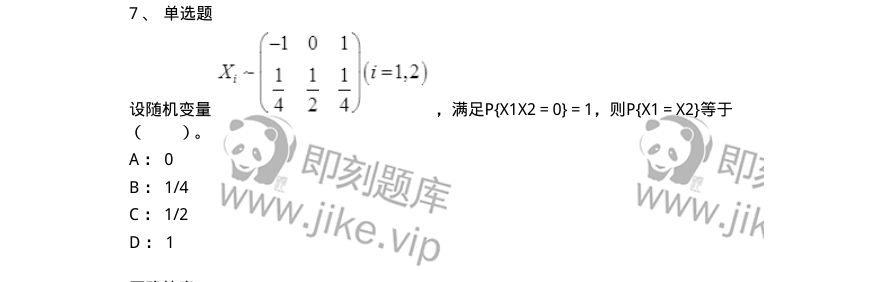 7 、 单选题
设随机变量 X_i ~ (-1 0 1; 1/4 1/2 1/4) (i=1,2) ，满足P{X1X2 = 0} = 1，则P{X1 = X2}等于
（ ）。
A： 0
B： 1/4
C： 1/2
D： 1
即刻题库
www.jike.vip
即
www.ji